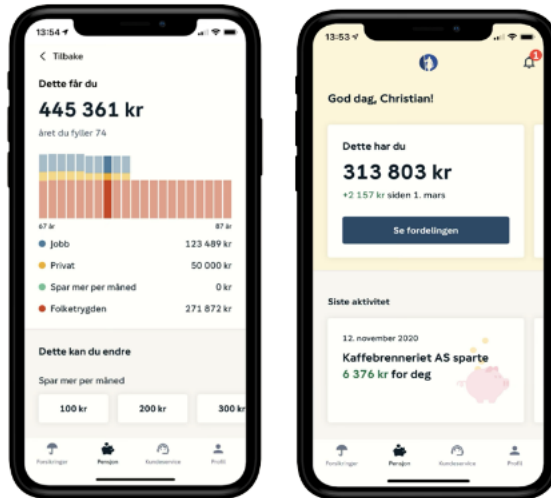 13:54
Tilbake
Dette får du
445 361 kr
året du fyller 74
67 år 87 år
Jobb 123 489 kr
Privat 50 000 kr
Spar mer per måned 0 kr
Folketrygden 271 872 kr
Dette kan du endre
Spar mer per måned
100 kr 200 kr 300 kr
Forsikringer Pensjon Kundeservice Profil
13:53
1
God dag, Christian!
Dette har du
313 803 kr
+2 157 kr siden 1. mars
Se fordelingen
Siste aktivitet
12. november 2020
Kaffebrenneriet AS sparte
6 376 kr for deg
Forsikringer Pensjon Kundeservice Profil